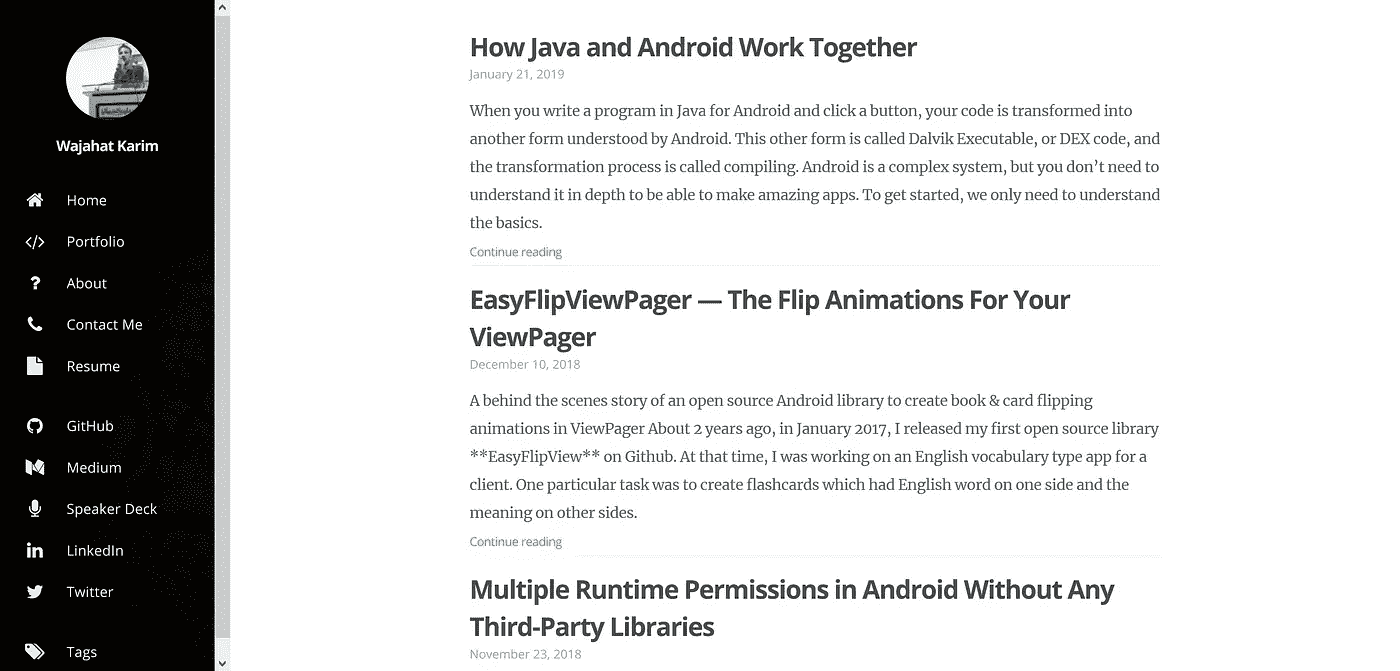 Wajahat Karim
Home
Portfolio
About
Contact Me
Resume
GitHub
Medium
Speaker Deck
LinkedIn
Twitter
Tags
How Java and Android Work Together
January 21, 2019
When you write a program in Java for Android and click a button, your code is transformed into
another form understood by Android. This other form is called Dalvik Executable, or DEX code, and
the transformation process is called compiling. Android is a complex system, but you don’t need to
understand it in depth to be able to make amazing apps. To get started, we only need to understand
the basics.
Continue reading
EasyFlipViewPager — The Flip Animations For Your
ViewPager
December 10, 2018
A behind the scenes story of an open source Android library to create book & card flipping
animations in ViewPager About 2 years ago, in January 2017, I released my first open source library
**EasyFlipView** on Github. At that time, I was working on an English vocabulary type app for a
client. One particular task was to create flashcards which had English word on one side and the
meaning on other sides.
Continue reading
Multiple Runtime Permissions in Android Without Any
Third-Party Libraries
November 23, 2018